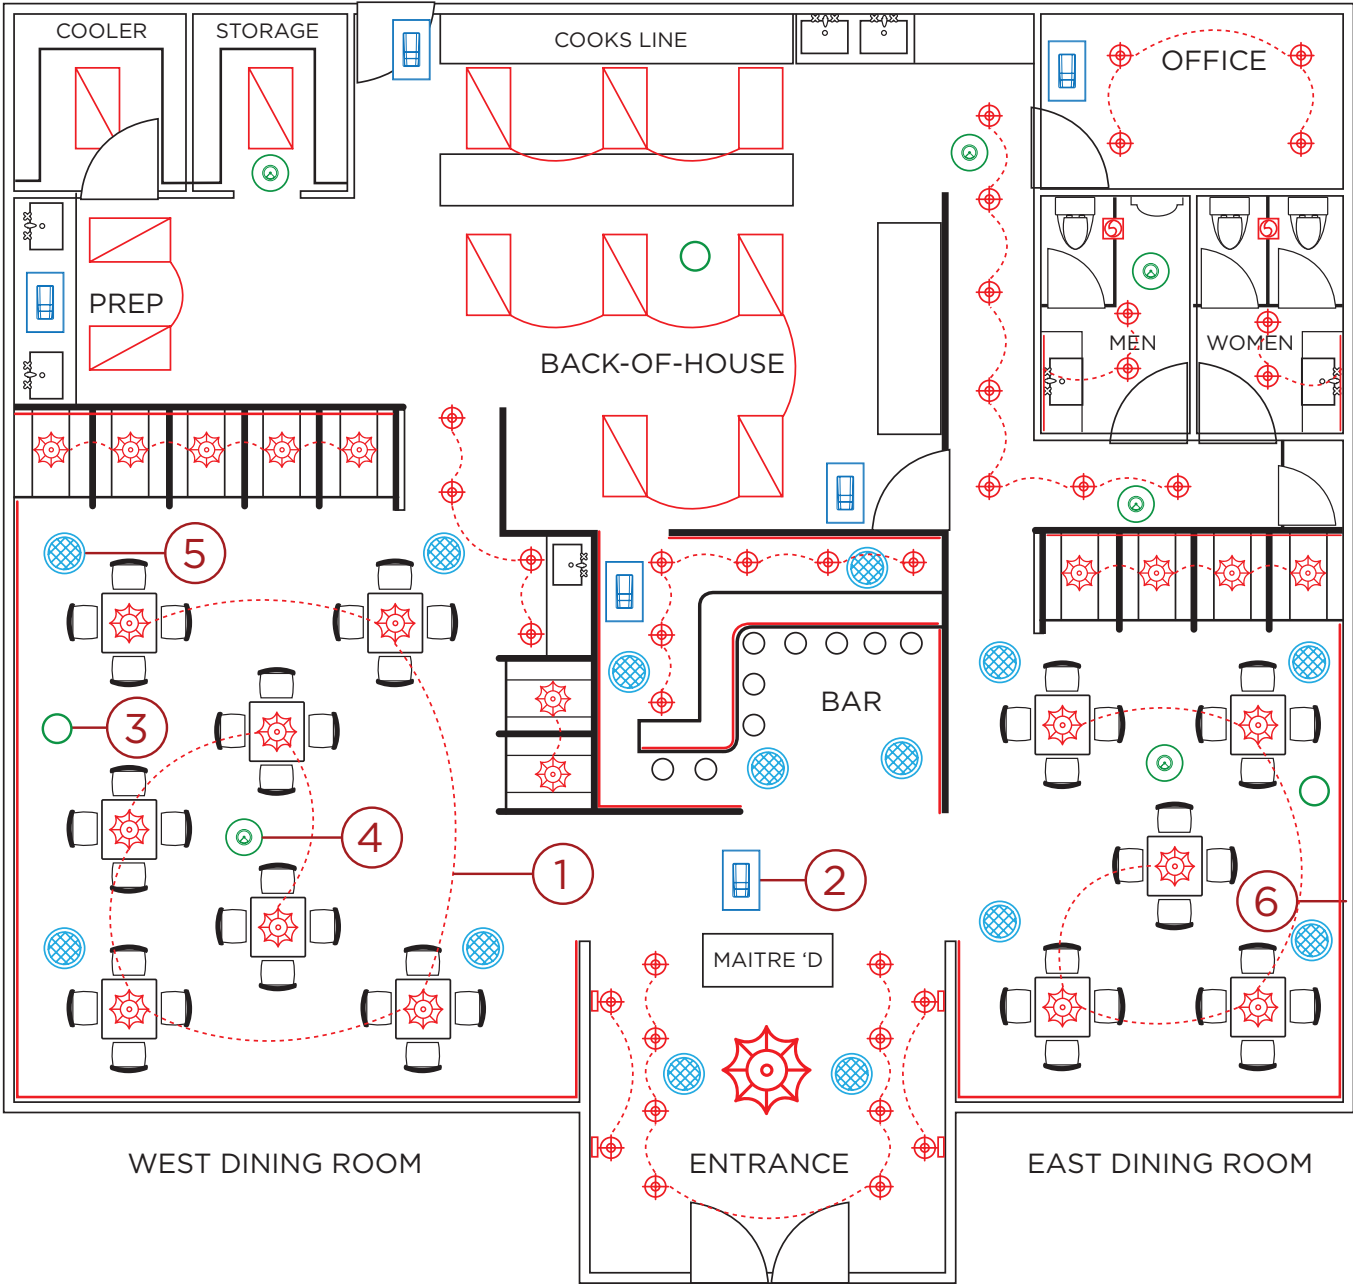 COOLER
STORAGE
COOKS LINE
OFFICE
PREP
BACK-OF-HOUSE
MEN
WOMEN
5
3
BAR
4
1
2
6
MAITRE ‘D
WEST DINING ROOM
ENTRANCE
EAST DINING ROOM